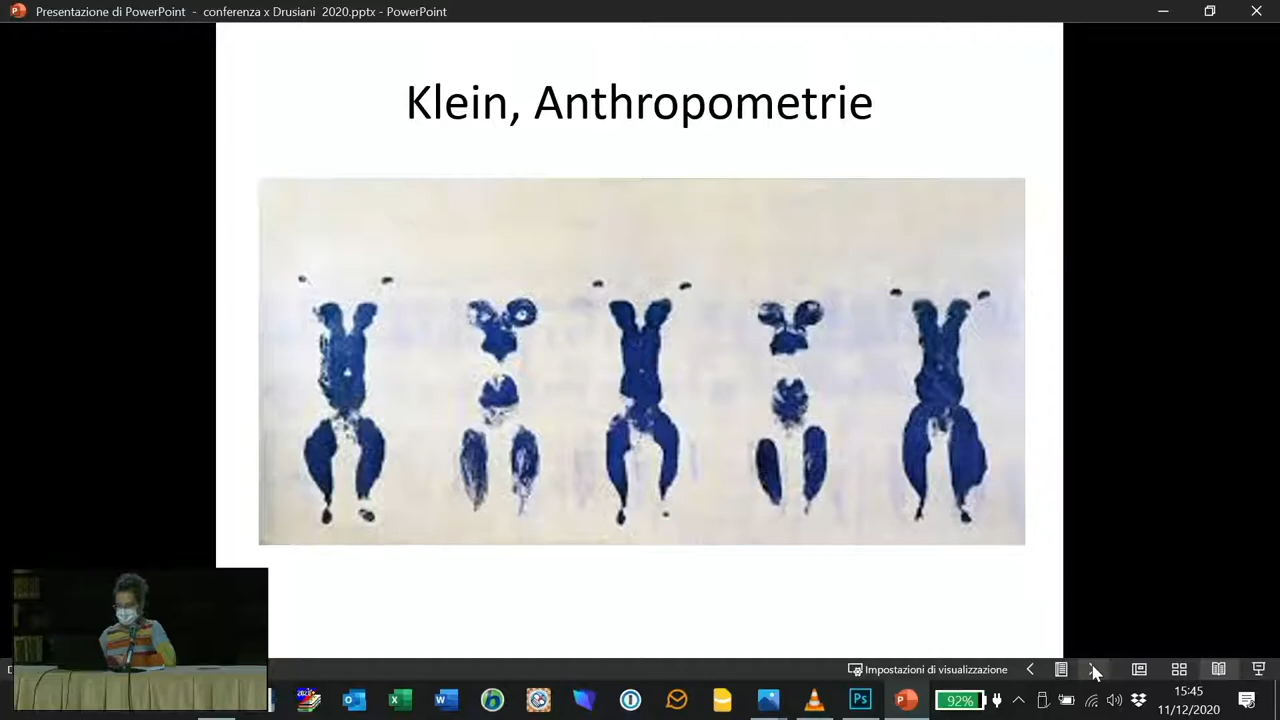 Presentazione di PowerPoint - conferenza x Drusiani 2020.pptx - PowerPoint
Klein, Anthropometrie
Impostazioni di visualizzazione
92%
15:45
11/12/2020
Ps